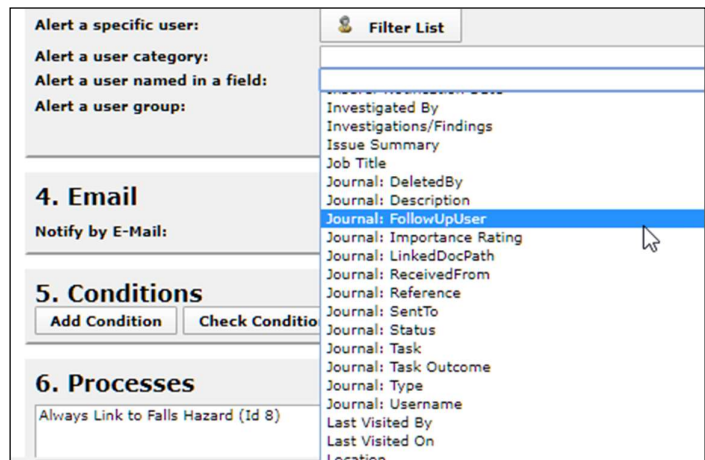 Alert a specific user:
Filter List
Alert a user category:
Alert a user named in a field:
Alert a user group:
Investigated By
Investigations/Findings
Issue Summary
Job Title
Journal: DeletedBy
Journal: Description
Journal: FollowUpUser
Journal: Importance Rating
Journal: LinkedDocPath
Journal: ReceivedFrom
Journal: Reference
Journal: SentTo
Journal: Status
Journal: Task
Journal: Task Outcome
Journal: Type
Journal: Username
Last Visited By
Last Visited On
Location
4. Email
Notify by E-Mail:
5. Conditions
Add Condition
Check Conditio
6. Processes
Always Link to Falls Hazard (Id 8)